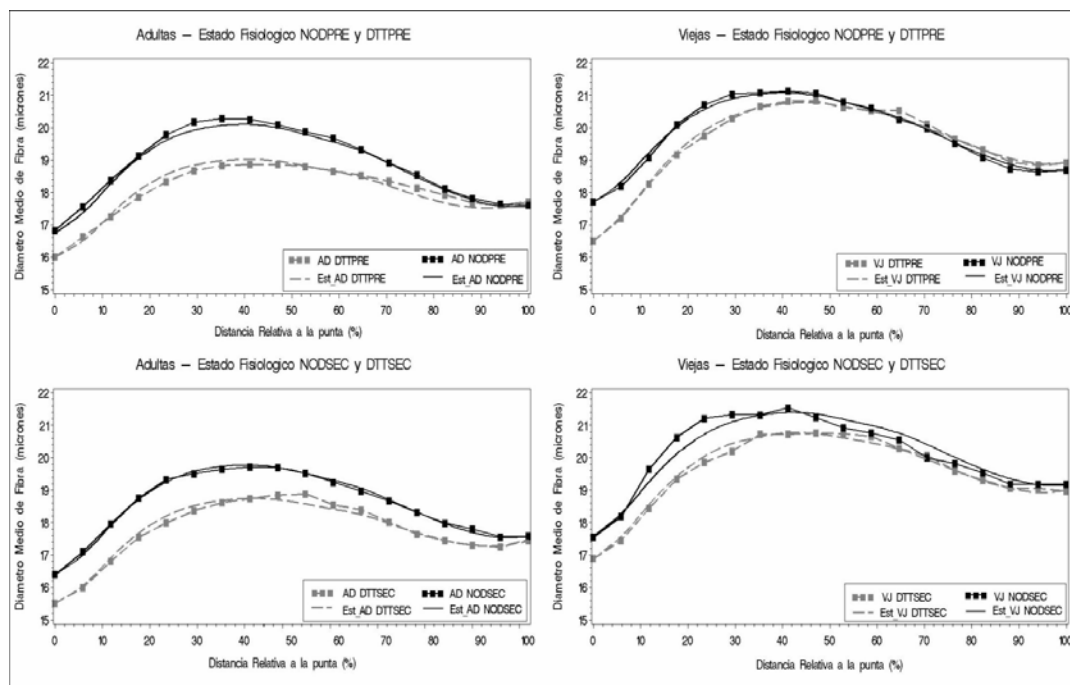 Adultas – Estado Fisiologico NODPRE y DTTPRE
Diametro Medio de Fibra (micrones)
22
21
20
19
18
17
16
15
0 10 20 30 40 50 60 70 80 90 100
AD DTTPRE AD NODPRE
Est_AD DTTPRE Est_AD NODPRE
Distancia Relativa a la punta (%)
Viejas – Estado Fisiologico NODPRE y DTTPRE
Diametro Medio de Fibra (micrones)
22
21
20
19
18
17
16
15
0 10 20 30 40 50 60 70 80 90 100
VJ DTTPRE VJ NODPRE
Est_VJ DTTPRE Est_VJ NODPRE
Distancia Relativa a la punta (%)
Adultas – Estado Fisiologico NODSEC y DTTSEC
Diametro Medio de Fibra (micrones)
22
21
20
19
18
17
16
15
0 10 20 30 40 50 60 70 80 90 100
AD DTTSEC AD NODSEC
Est_AD DTTSEC Est_AD NODSEC
Distancia Relativa a la punta (%)
Viejas – Estado Fisiologico NODSEC y DTTSEC
Diametro Medio de Fibra (micrones)
22
21
20
19
18
17
16
15
0 10 20 30 40 50 60 70 80 90 100
VJ DTTSEC VJ NODSEC
Est_VJ DTTSEC Est_VJ NODSEC
Distancia Relativa a la punta (%)